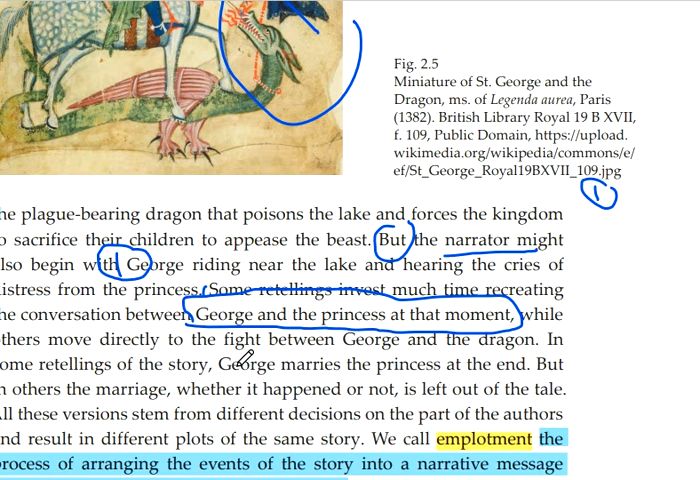 Fig. 2.5
Miniature of St. George and the
Dragon, ms. of Legenda aurea, Paris
(1382). British Library Royal 19 B XVII,
f. 109, Public Domain, https://upload.
wikimedia.org/wikipedia/commons/e/
ef/St_George_Royal19BXVII_109.jpg
1
he plague-bearing dragon that poisons the lake and forces the kingdom
o sacrifice their children to appease the beast. But the narrator might
lso begin with George riding near the lake and hearing the cries of
istress from the princess. Some retellings invest much time recreating
he conversation between George and the princess at that moment, while
thers move directly to the fight between George and the dragon. In
ome retellings of the story, George marries the princess at the end. But
n others the marriage, whether it happened or not, is left out of the tale.
ll these versions stem from different decisions on the part of the authors
nd result in different plots of the same story. We call emplotment the
rocess of arranging the events of the story into a narrative message